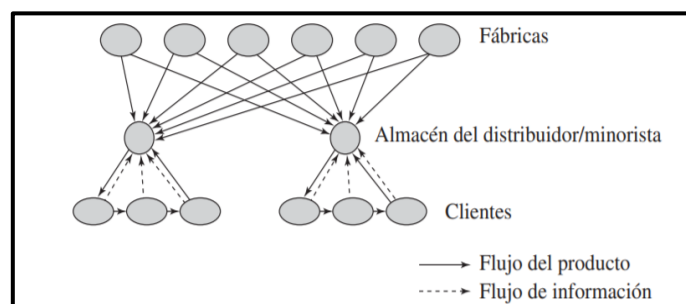 Fábricas
Almacén del distribuidor/minorista
Clientes
Flujo del producto
Flujo de información